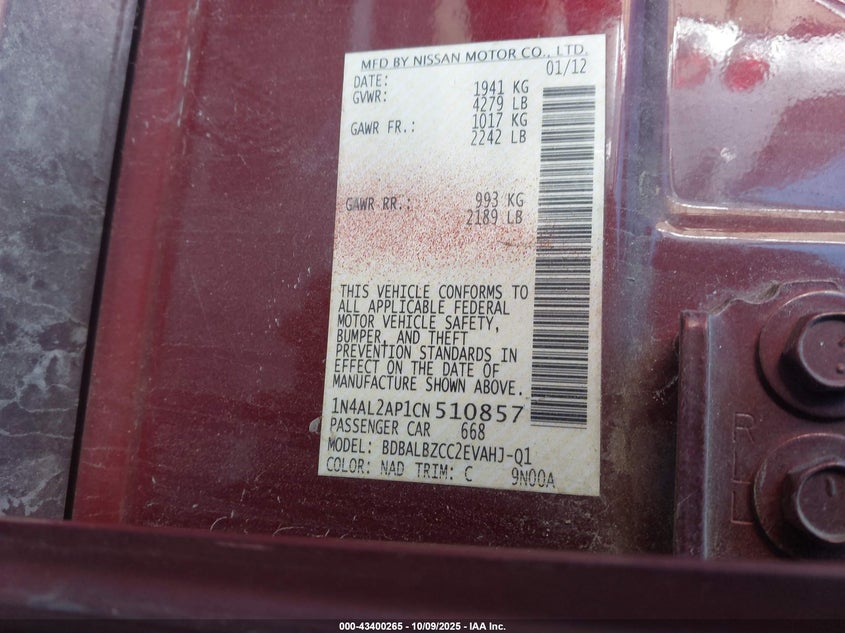 MFD BY NISSAN MOTOR CO., LTD.
DATE: 01/12
GVWR: 1941 KG
4279 LB
GAWR FR.: 1017 KG
2242 LB
GAWR RR.: 993 KG
2189 LB
THIS VEHICLE CONFORMS TO
ALL APPLICABLE FEDERAL
MOTOR VEHICLE SAFETY,
BUMPER, AND THEFT
PREVENTION STANDARDS IN
EFFECT ON THE DATE OF
MANUFACTURE SHOWN ABOVE.
1N4AL2AP1CN510857
PASSENGER CAR 668
MODEL: BDBALBZCC2EVAHJ-Q1
COLOR: NAD TRIM: C 9N00A
RLL
000-43400265 - 10/09/2025 - IAA Inc.